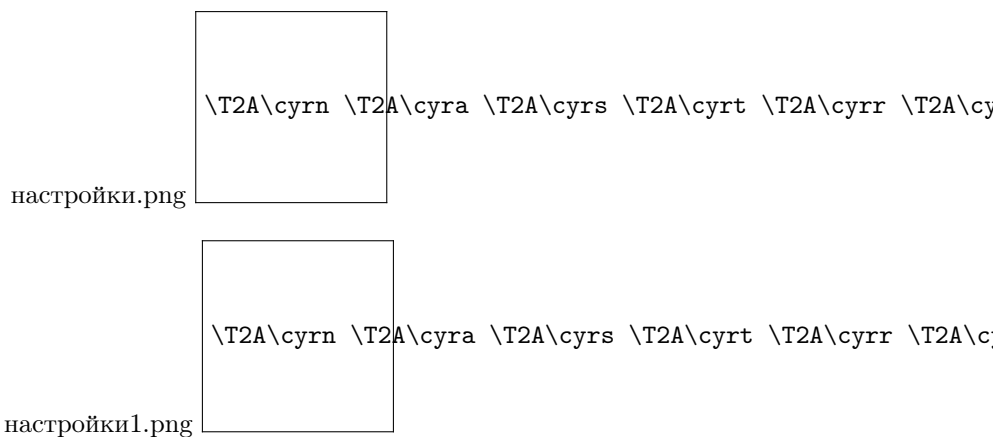 \T2A\cyrn \T2A\cyra \T2A\cyrs \T2A\cyrt \T2A\cyrr \T2A\cy
настройки.png
\T2A\cyrn \T2A\cyra \T2A\cyrs \T2A\cyrt \T2A\cyrr \T2A\cy
настройки1.png